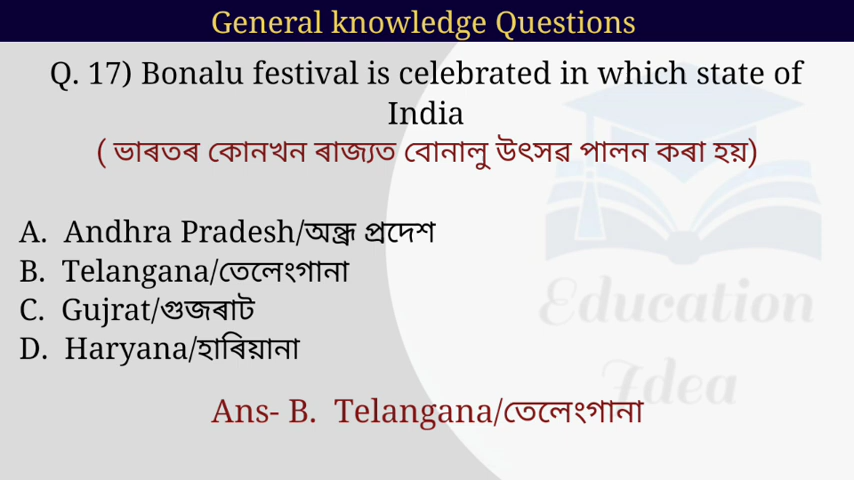 General knowledge Questions
Q. 17) Bonalu festival is celebrated in which state of
India
( ভাৰতৰ কোনখন ৰাজ্যত বোনালু উৎসৱ পালন কৰা হয়)
A. Andhra Pradesh/অন্ধ্ৰ প্ৰদেশ
B. Telangana/তেলেংগানা
C. Gujrat/গুজৰাট
D. Haryana/হাৰিয়ানা
Education
Idea
Ans- B. Telangana/তেলেংগানা